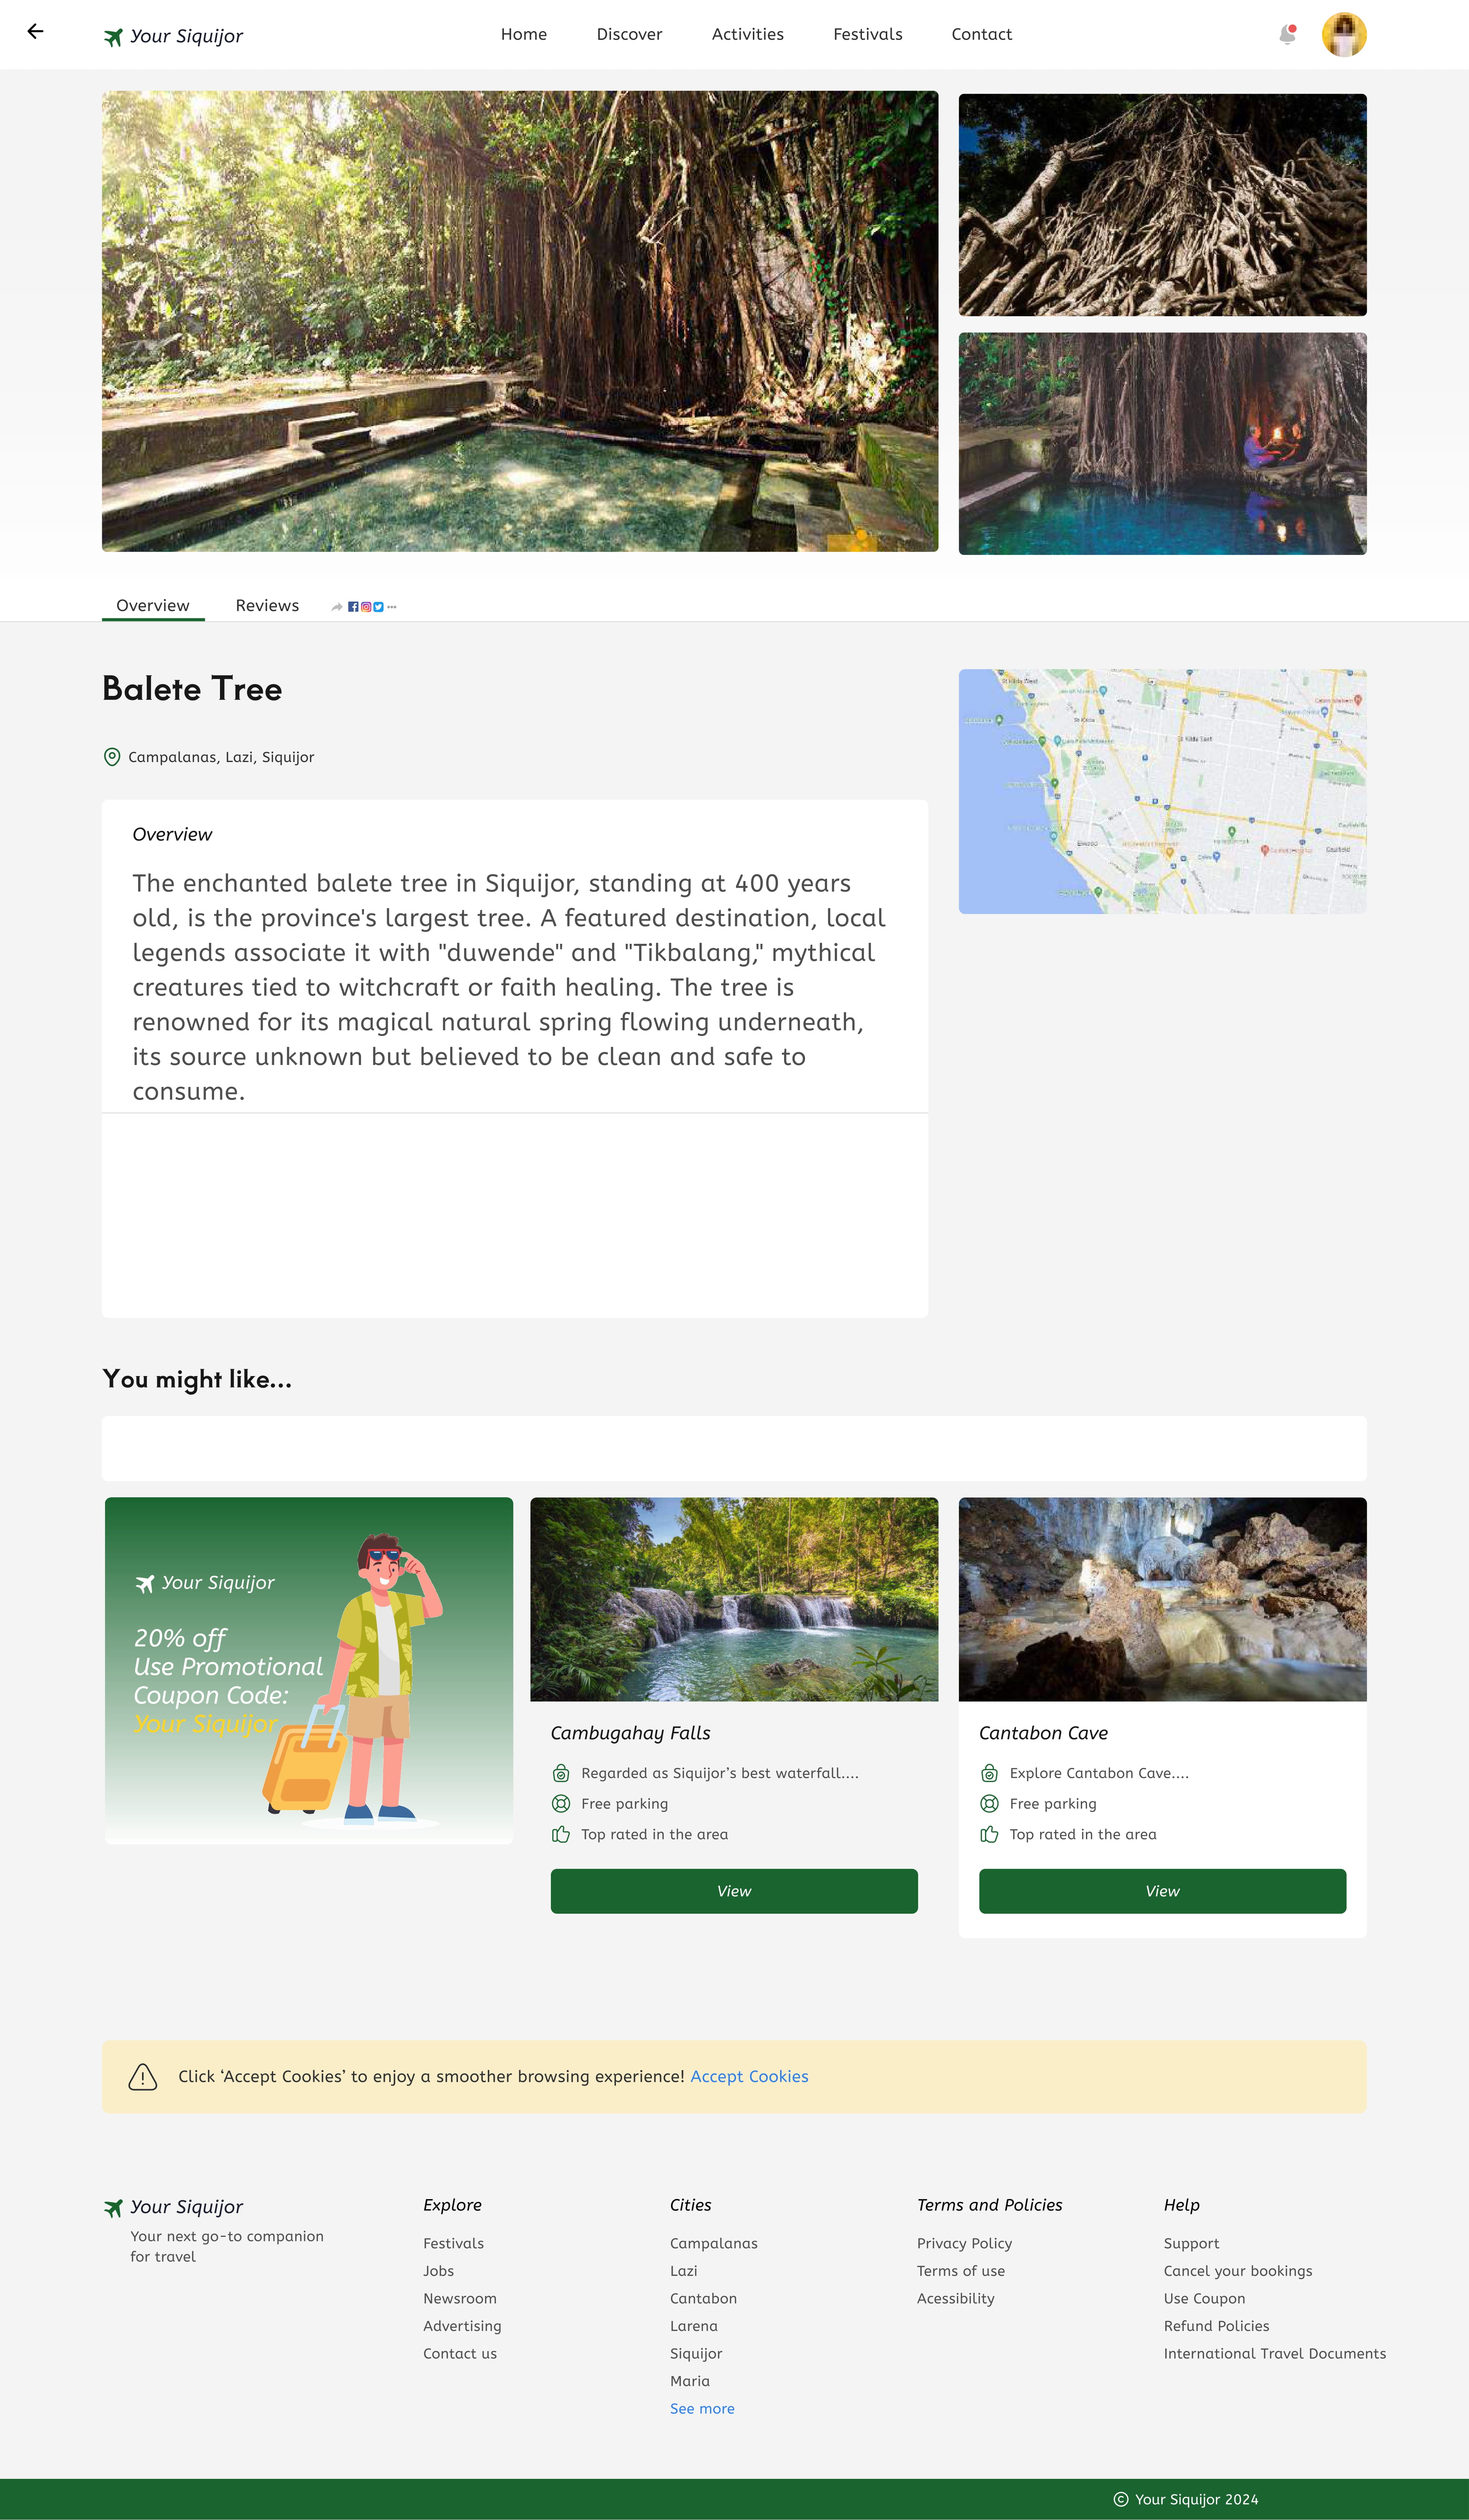 Your Siquijor
Home
Discover
Activities
Festivals
Contact
Overview
Reviews
Balete Tree
Campalanas, Lazi, Siquijor
Overview
The enchanted balete tree in Siquijor, standing at 400 years
old, is the province's largest tree. A featured destination, local
legends associate it with "duwende" and "Tikbalang," mythical
creatures tied to witchcraft or faith healing. The tree is
renowned for its magical natural spring flowing underneath,
its source unknown but believed to be clean and safe to
consume.
St Kilda West
St Kilda
St Kilda East
Elwood
You might like...
Your Siquijor
20% off
Use Promotional
Coupon Code:
Your Siquijor
Cambugahay Falls
Regarded as Siquijor’s best waterfall....
Free parking
Top rated in the area
View
Cantabon Cave
Explore Cantabon Cave....
Free parking
Top rated in the area
View
Click ‘Accept Cookies’ to enjoy a smoother browsing experience! Accept Cookies
Your Siquijor
Your next go-to companion
for travel
Explore
Festivals
Jobs
Newsroom
Advertising
Contact us
Cities
Campalanas
Lazi
Cantabon
Larena
Siquijor
Maria
See more
Terms and Policies
Privacy Policy
Terms of use
Acessibility
Help
Support
Cancel your bookings
Use Coupon
Refund Policies
International Travel Documents
© Your Siquijor 2024